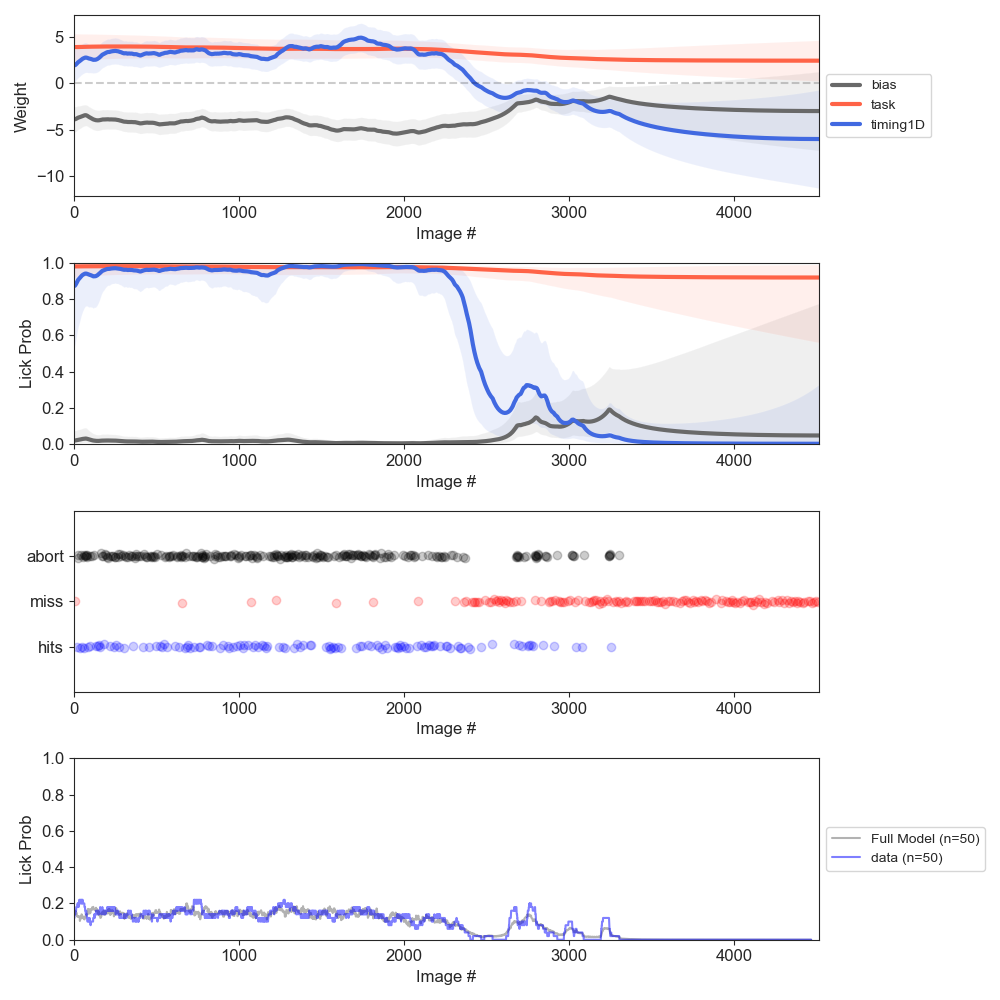 5
0
−5
−10
Weight
0 1000 2000 3000 4000
Image #
bias
task
timing1D
1.0
0.8
0.6
0.4
0.2
0.0
Lick Prob
0 1000 2000 3000 4000
Image #
abort
miss
hits
0 1000 2000 3000 4000
Image #
1.0
0.8
0.6
0.4
0.2
0.0
Lick Prob
0 1000 2000 3000 4000
Image #
Full Model (n=50)
data (n=50)